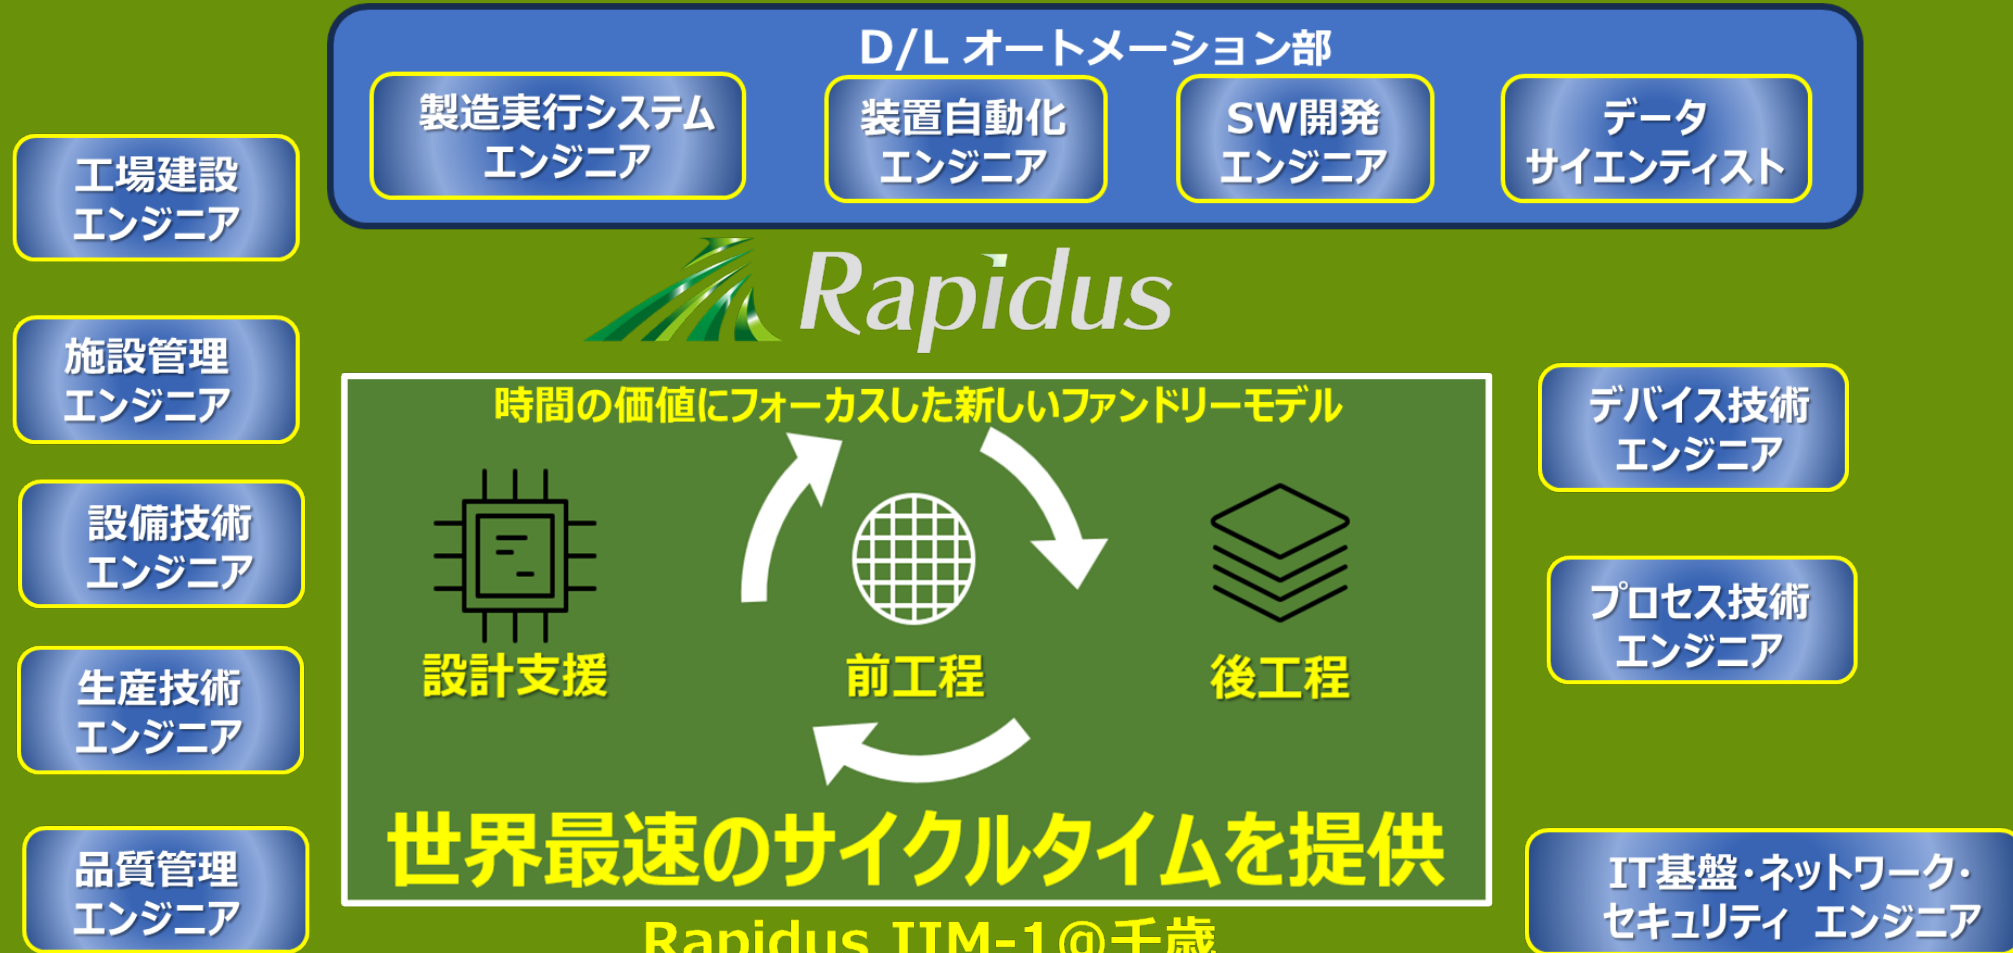 D/L オートメーション部
製造実行システム
エンジニア
装置自動化
エンジニア
SW開発
エンジニア
データ
サイエンティスト
工場建設
エンジニア
施設管理
エンジニア
設備技術
エンジニア
生産技術
エンジニア
品質管理
エンジニア
Rapidus
時間の価値にフォーカスした新しいファンドリーモデル
設計支援
前工程
後工程
世界最速のサイクルタイムを提供
Rapidus IIM-1@千歳
デバイス技術
エンジニア
プロセス技術
エンジニア
IT基盤・ネットワーク・
セキュリティ エンジニア